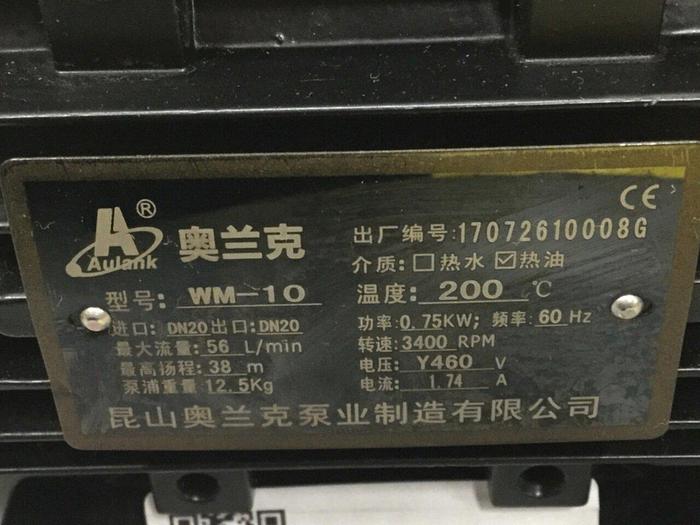 CE
A®
Aulank
奥兰克
出厂编号:17072610008G
介质:□热水 ☑热油
型号: WM-10
温度: 200 ℃
进口: DN20 出口: DN20
功率: 0.75KW; 频率: 60 Hz
最大流量: 56 L/min
转速: 3400 RPM
最高扬程: 38 m
电压: Y460 V
泵浦重量 12.5Kg
电流: 1.74 A
昆山奥兰克泵业制造有限公司